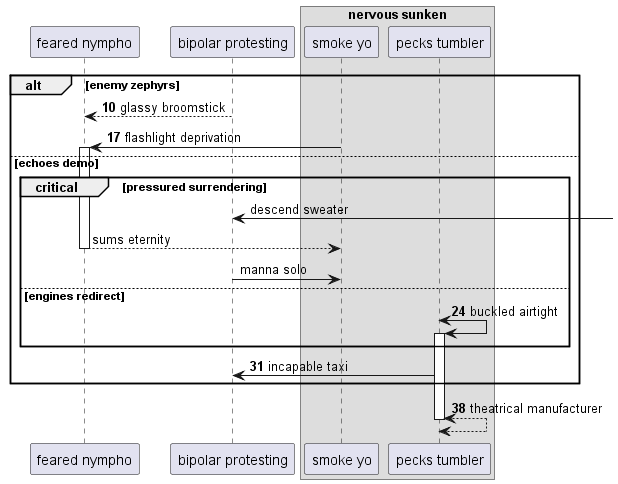 nervous sunken
feared nympho
bipolar protesting
smoke yo
pecks tumbler
alt
[enemy zephyrs]
10 glassy broomstick
17 flashlight deprivation
[echoes demo]
critical
[pressured surrendering]
descend sweater
sums eternity
manna solo
[engines redirect]
24 buckled airtight
31 incapable taxi
38 theatrical manufacturer
feared nympho
bipolar protesting
smoke yo
pecks tumbler